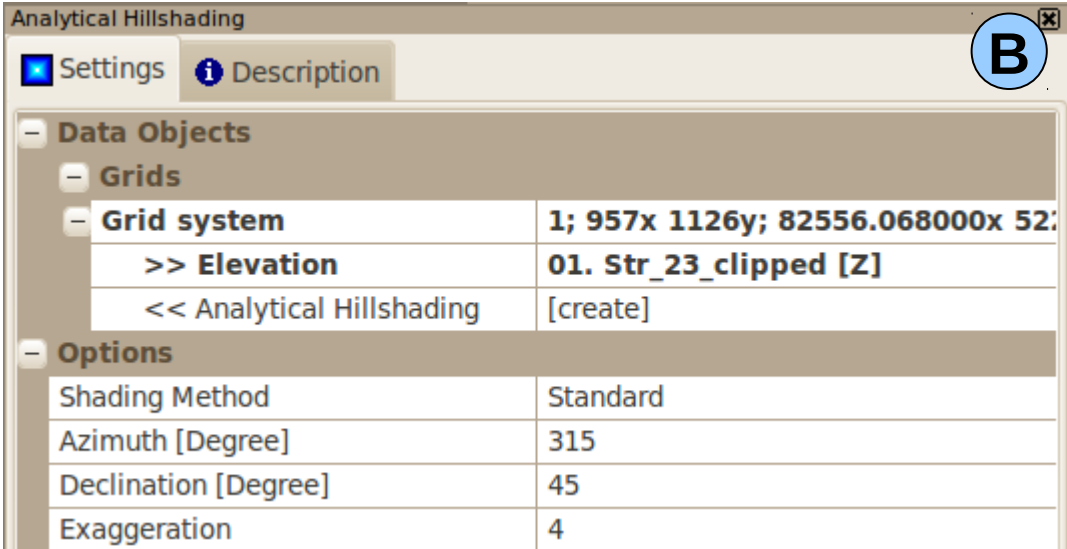 Analytical Hillshading
B
Settings Description
Data Objects
Grids
Grid system 1; 957x 1126y; 82556.068000x 522
>> Elevation 01. Str_23_clipped [Z]
<< Analytical Hillshading [create]
Options
Shading Method Standard
Azimuth [Degree] 315
Declination [Degree] 45
Exaggeration 4